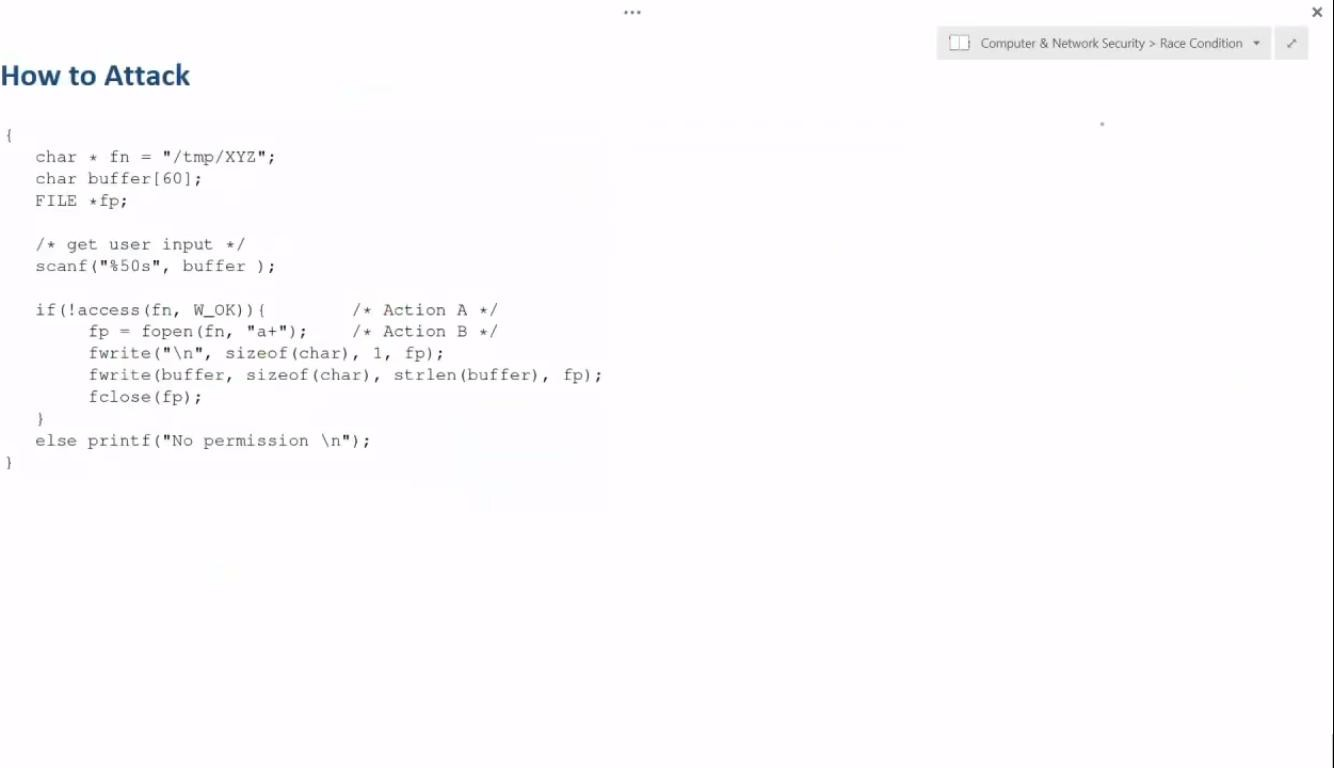 Computer & Network Security > Race Condition
How to Attack
{
char * fn = "/tmp/XYZ";
char buffer[60];
FILE *fp;
/* get user input */
scanf("%50s", buffer );
if(!access(fn, W_OK)){ /* Action A */
fp = fopen(fn, "a+"); /* Action B */
fwrite("\n", sizeof(char), 1, fp);
fwrite(buffer, sizeof(char), strlen(buffer), fp);
fclose(fp);
}
else printf("No permission \n");
}